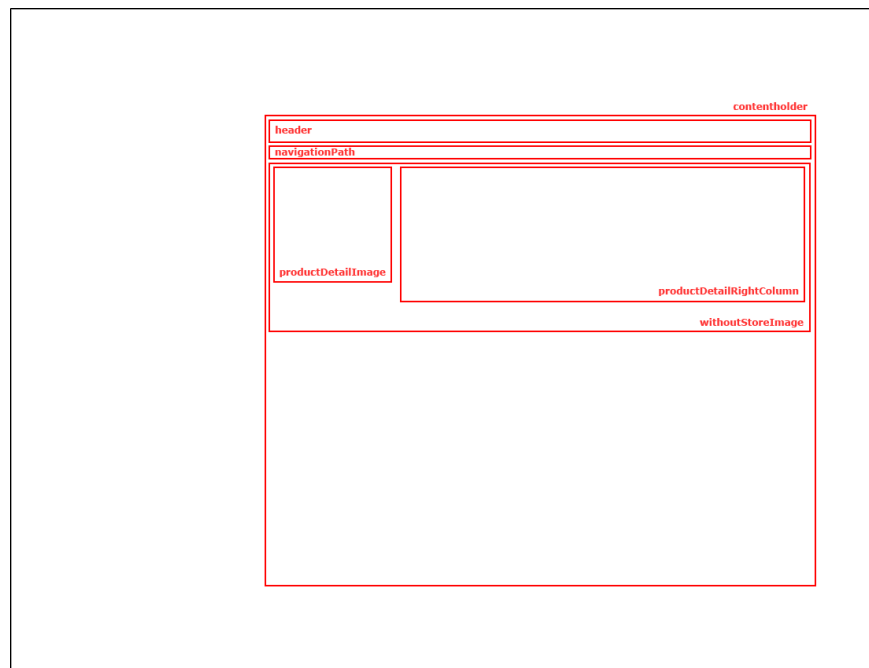 contentholder
header
navigationPath
productDetailImage
productDetailRightColumn
withoutStoreImage